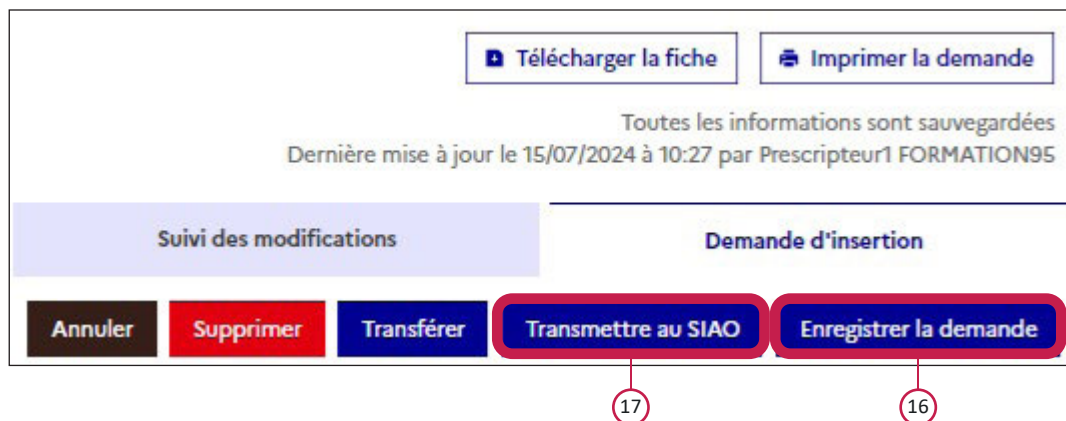 Télécharger la fiche Imprimer la demande
Toutes les informations sont sauvegardées
Dernière mise à jour le 15/07/2024 à 10:27 par Prescripteur1 FORMATION95
Suivi des modifications Demande d'insertion
Annuler Supprimer Transférer Transmettre au SIAO Enregistrer la demande
17 16